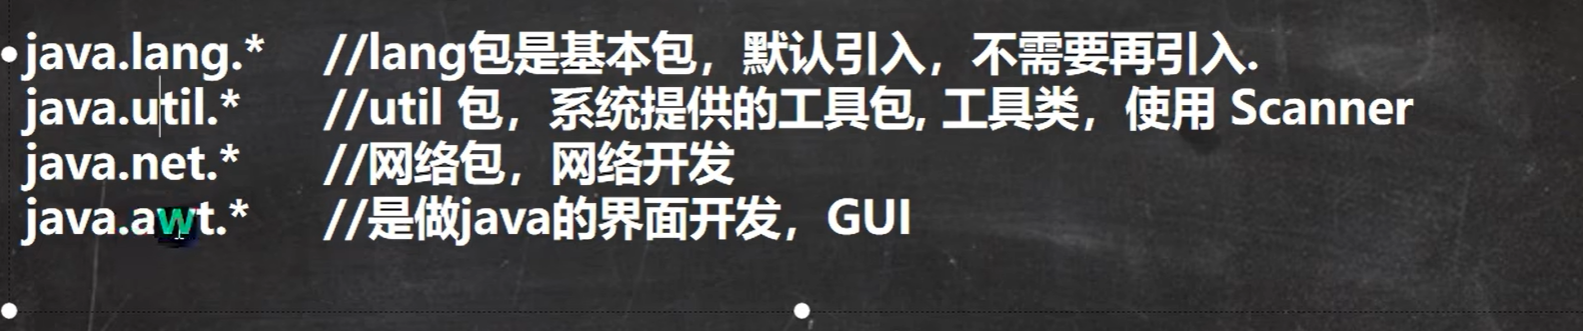 •java.lang.* //lang包是基本包，默认引入，不需要再引入.
java.util.* //util 包，系统提供的工具包, 工具类，使用 Scanner
java.net.* //网络包，网络开发
java.awt.* //是做java的界面开发，GUI